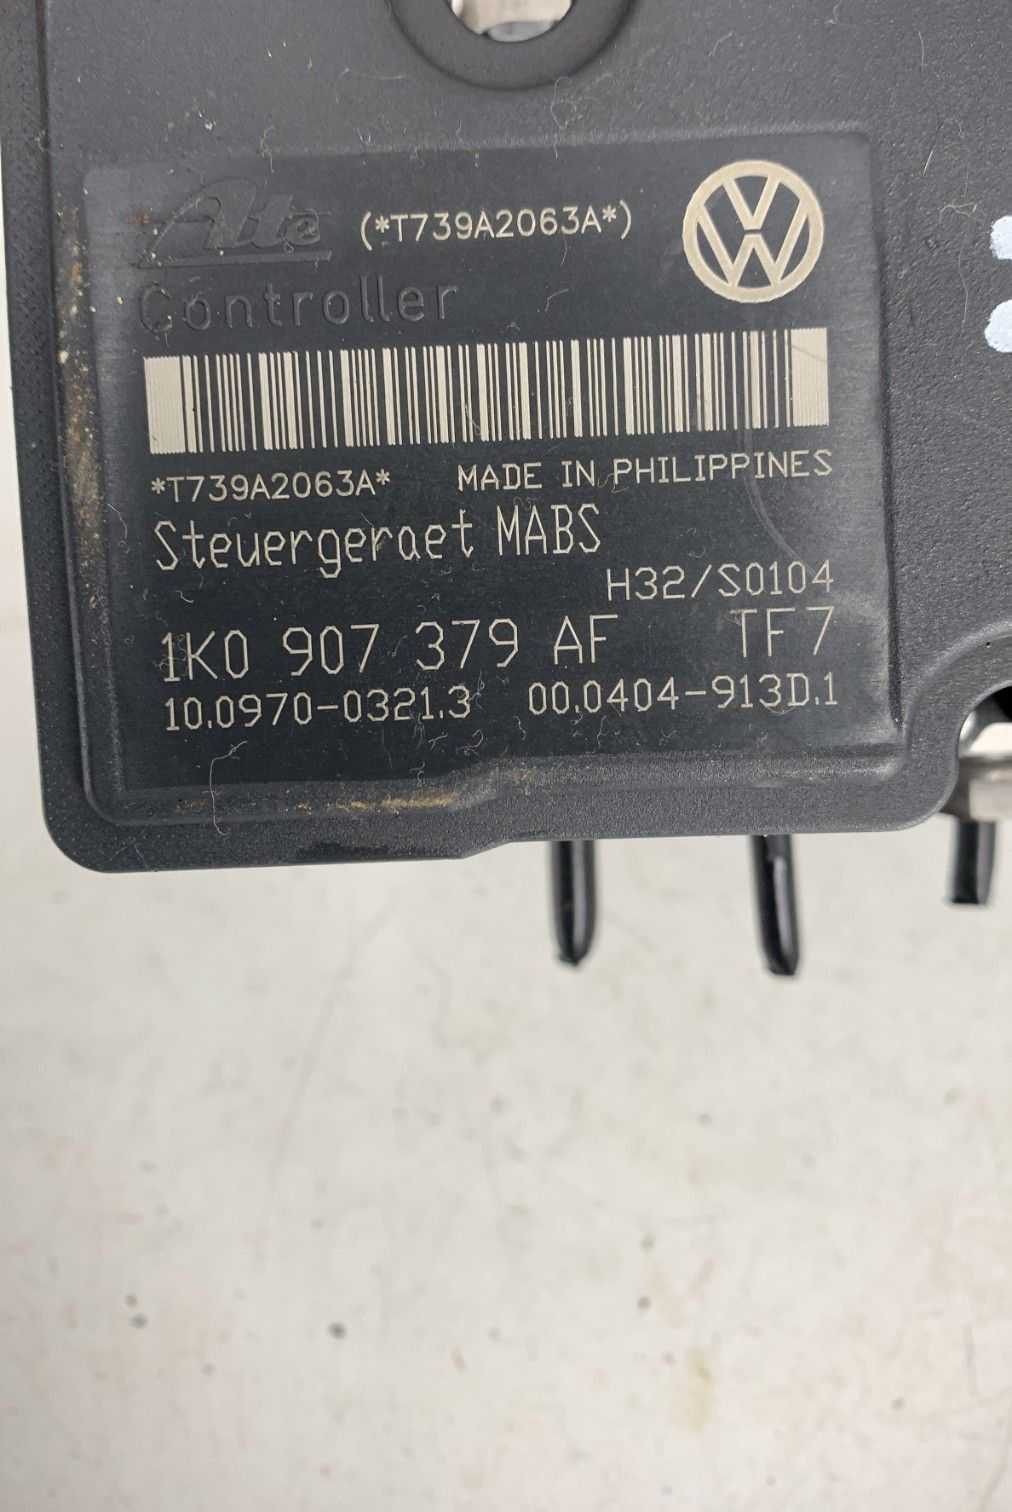 Ate (*T739A2063A*)
Controller
*T739A2063A* MADE IN PHILIPPINES
Steuergeraet MABS
H32/S0104
1K0 907 379 AF TF7
10.0970-0321.3 00.0404-913D.1